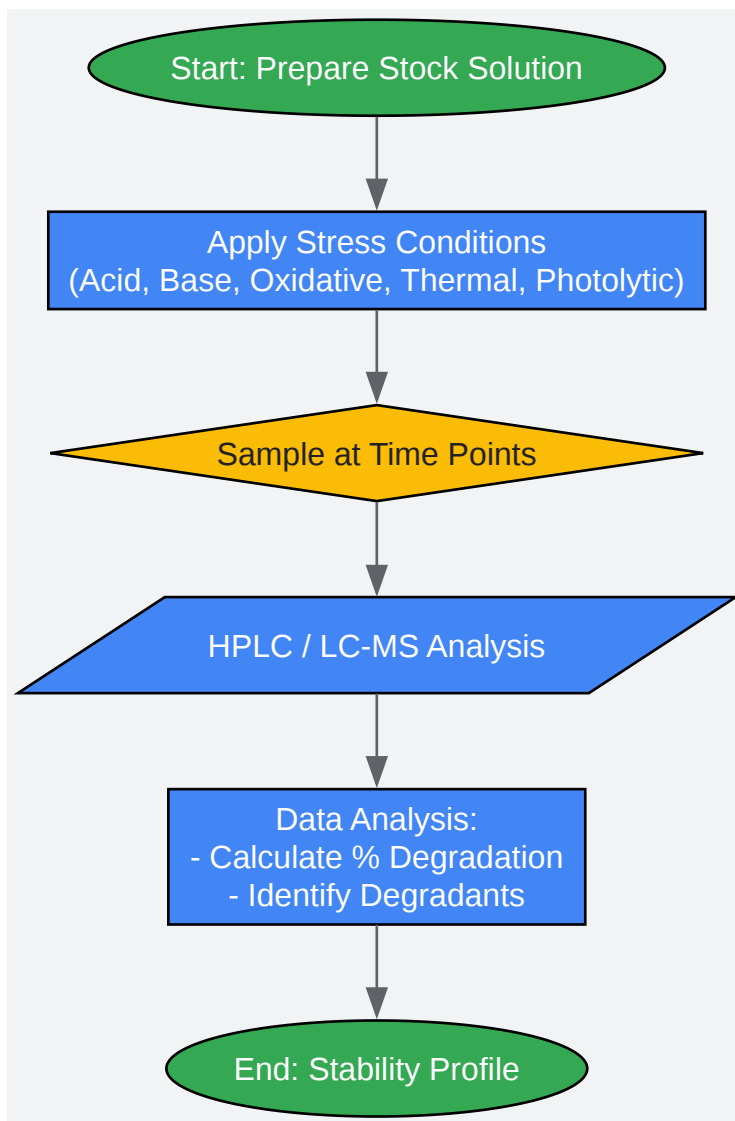 Start: Prepare Stock Solution
Apply Stress Conditions
(Acid, Base, Oxidative, Thermal, Photolytic)
Sample at Time Points
HPLC / LC-MS Analysis
Data Analysis:
- Calculate % Degradation
- Identify Degradants
End: Stability Profile